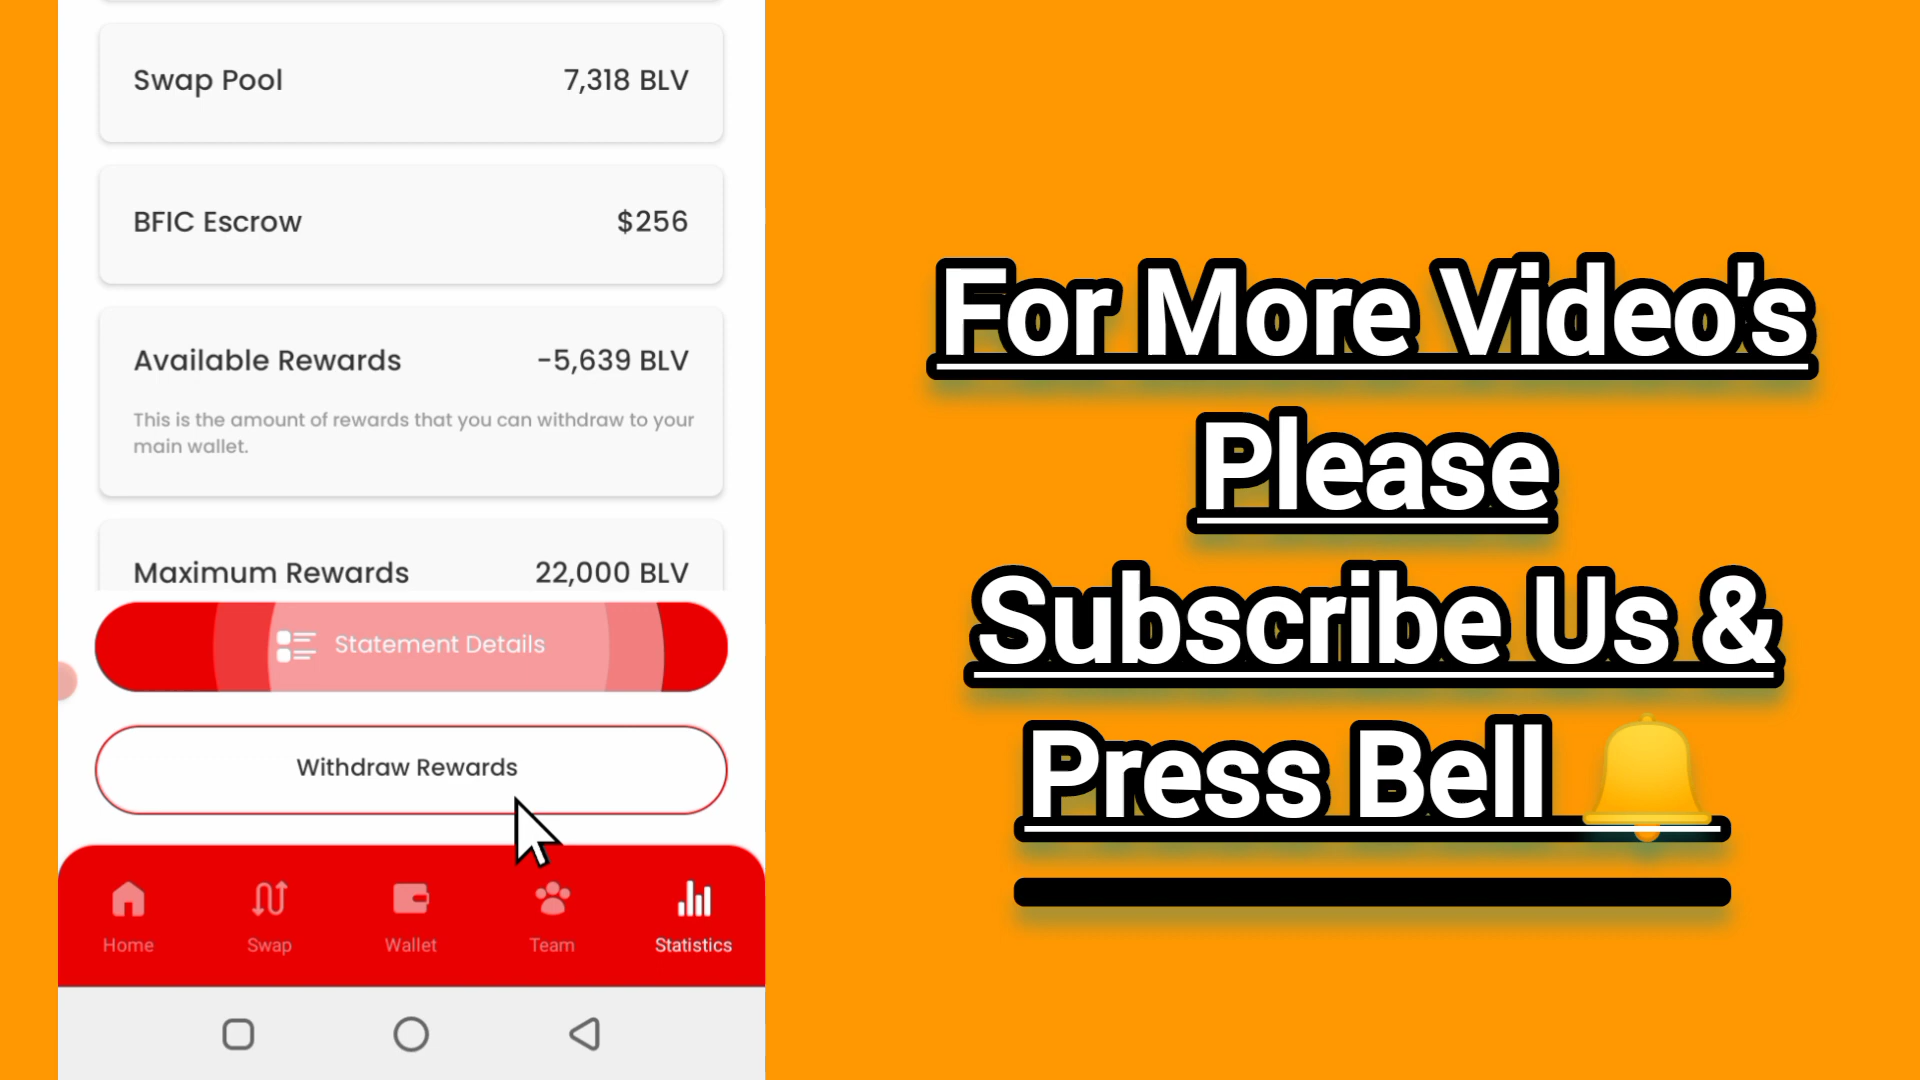 Swap Pool 7,318 BLV
BFIC Escrow $256
Available Rewards -5,639 BLV
This is the amount of rewards that you can withdraw to your
main wallet.
Maximum Rewards 22,000 BLV
Statement Details
Withdraw Rewards
Home Swap Wallet Team Statistics
For More Video's
Please
Subscribe Us &
Press Bell 🔔